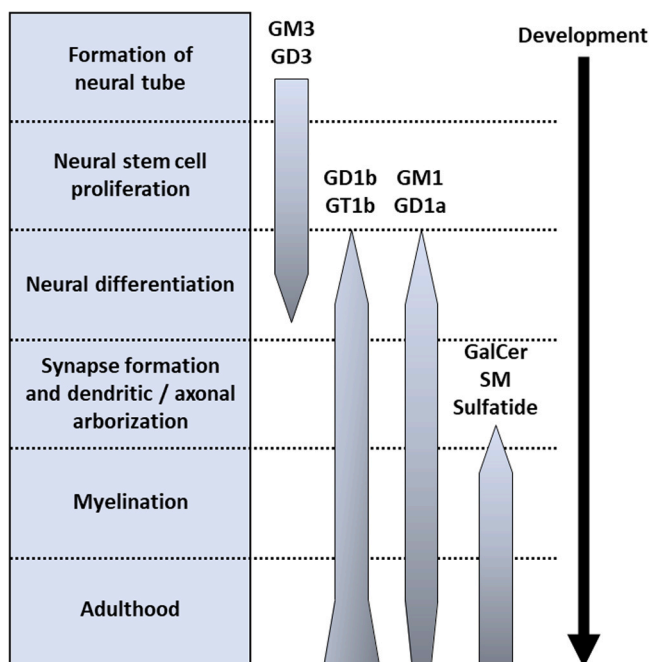 Formation of
neural tube
GM3
GD3
Development
Neural stem cell
proliferation
GD1b
GT1b
GM1
GD1a
Neural differentiation
Synapse formation
and dendritic / axonal
arborization
GalCer
SM
Sulfatide
Myelination
Adulthood